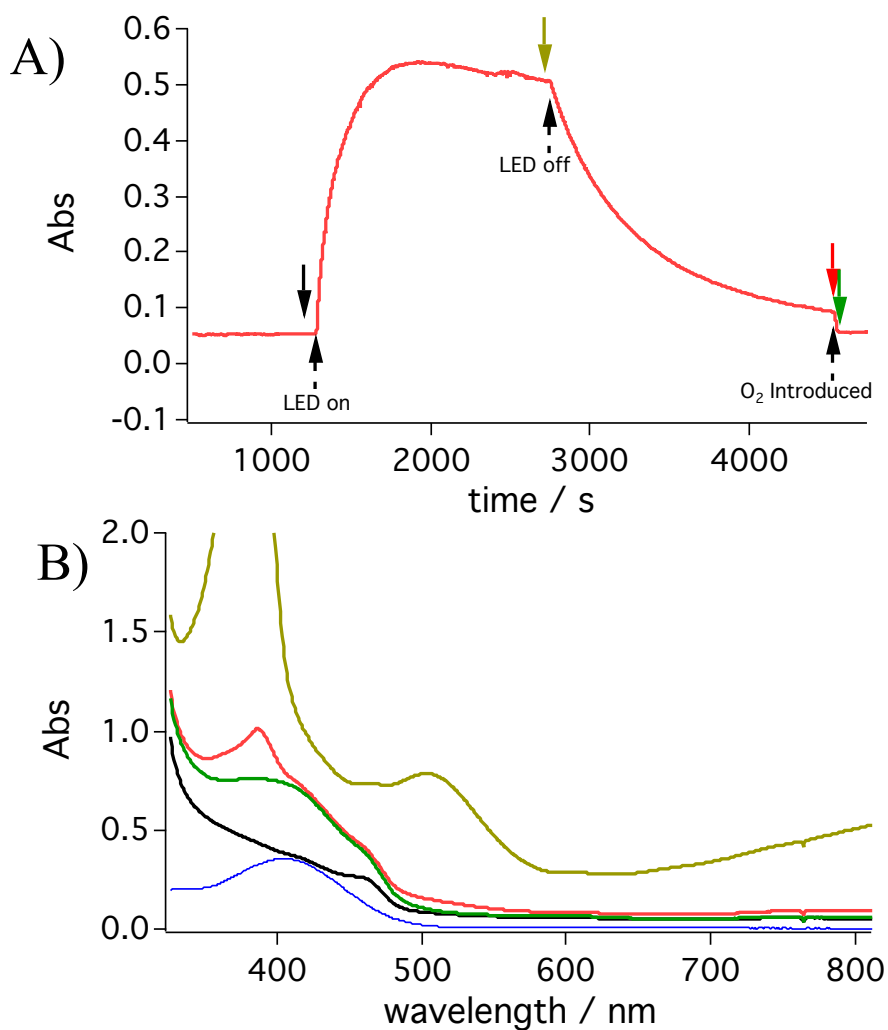 A)
0.6
0.5
0.4
0.3
0.2
0.1
0.0
-0.1
Abs
LED on
LED off
O₂ Introduced
1000 2000 3000 4000
time / s
B)
2.0
1.5
1.0
0.5
0.0
Abs
400 500 600 700 800
wavelength / nm